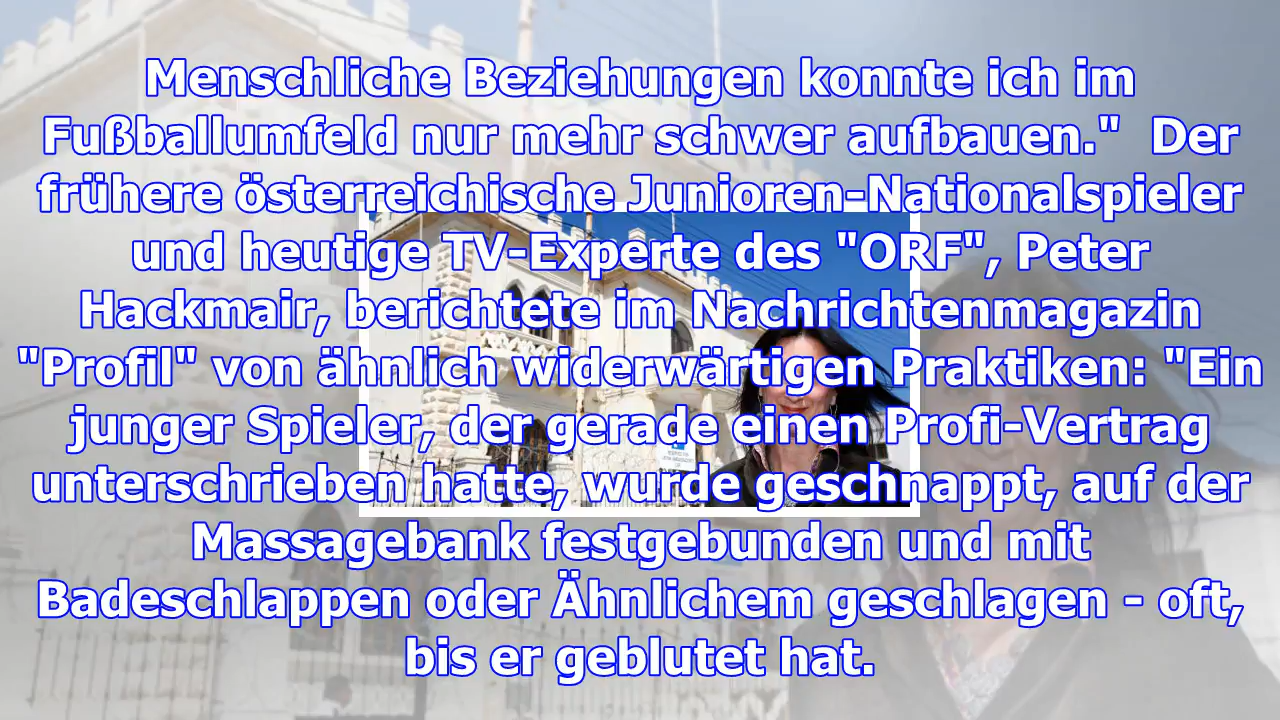 Menschliche Beziehungen konnte ich im
Fußballumfeld nur mehr schwer aufbauen."  Der
frühere österreichische Junioren-Nationalspieler
und heutige TV-Experte des "ORF", Peter
Hackmair, berichtete im Nachrichtenmagazin
"Profil" von ähnlich widerwärtigen Praktiken: "Ein
junger Spieler, der gerade einen Profi-Vertrag
unterschrieben hatte, wurde geschnappt, auf der
Massagebank festgebunden und mit
Badeschlappen oder Ähnlichem geschlagen - oft,
bis er geblutet hat.